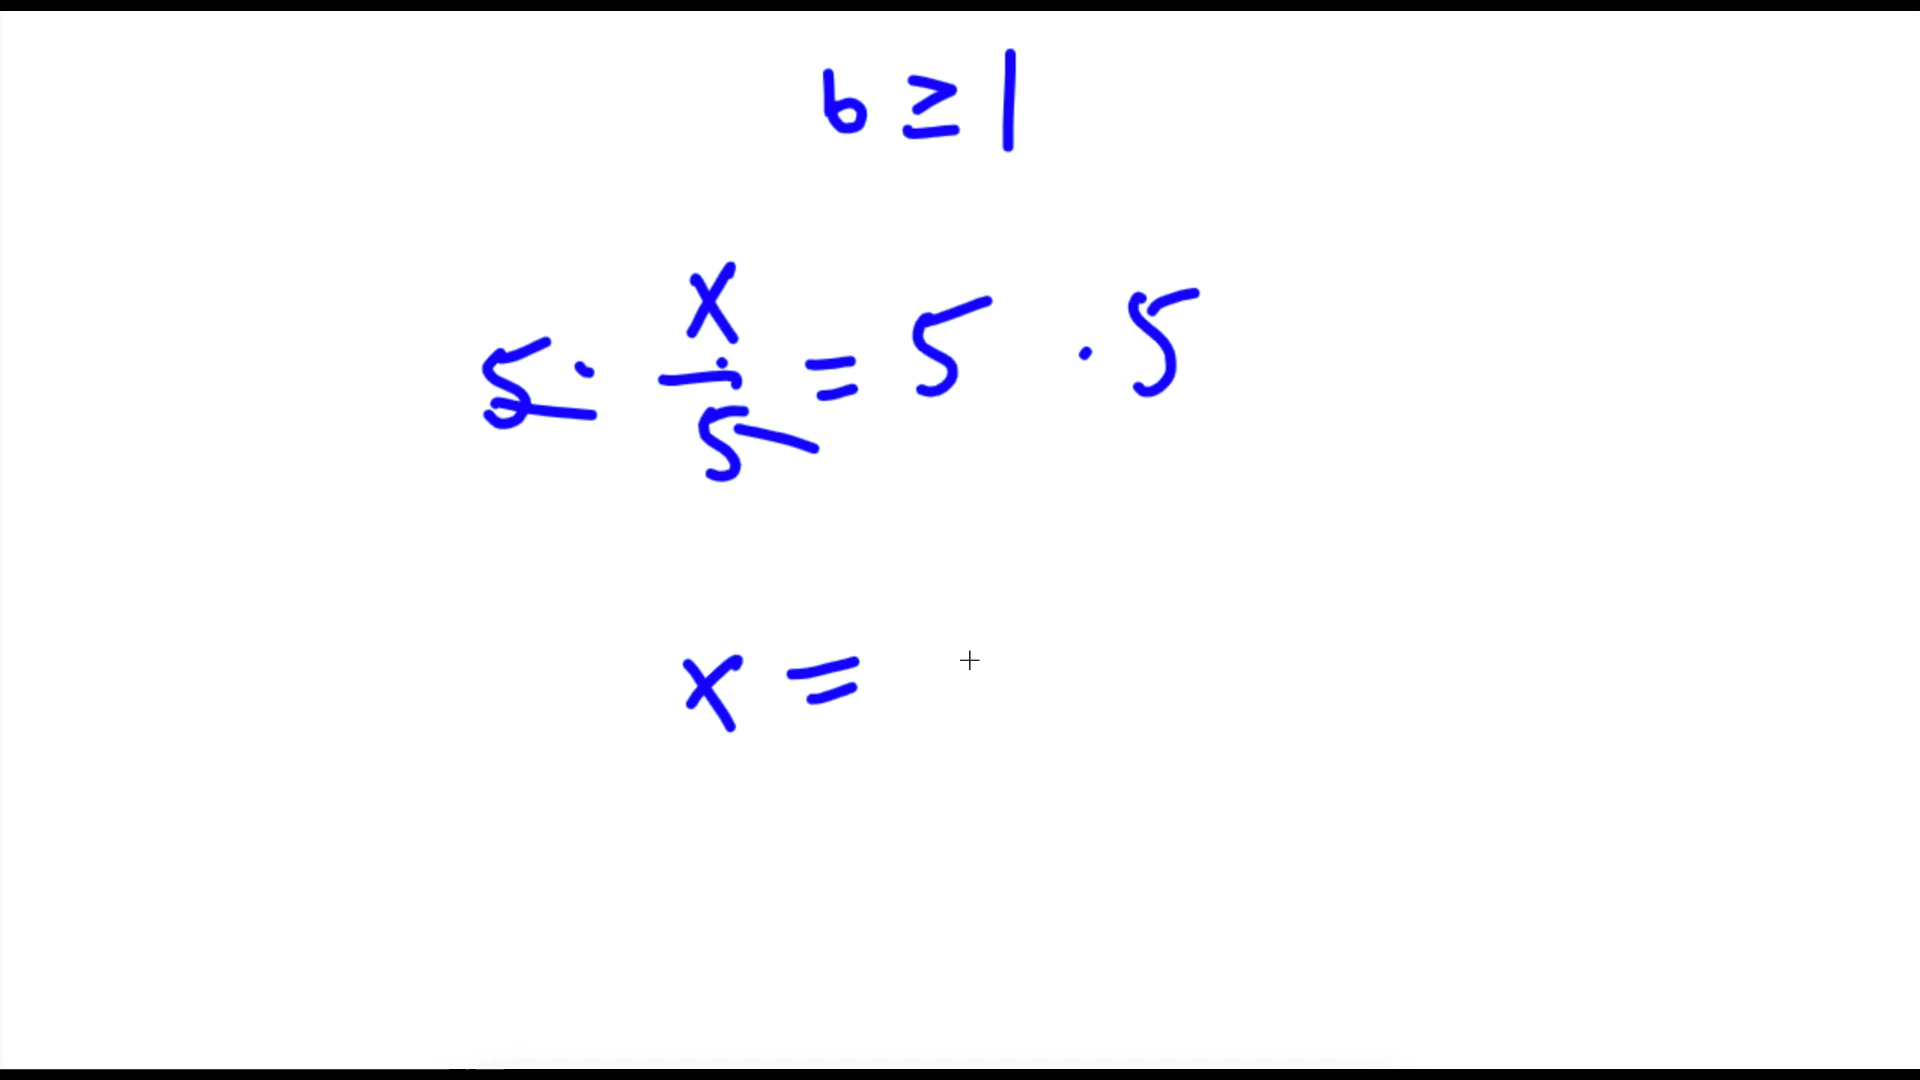 b ≥ 1
5 · x/5 = 5 · 5
x =